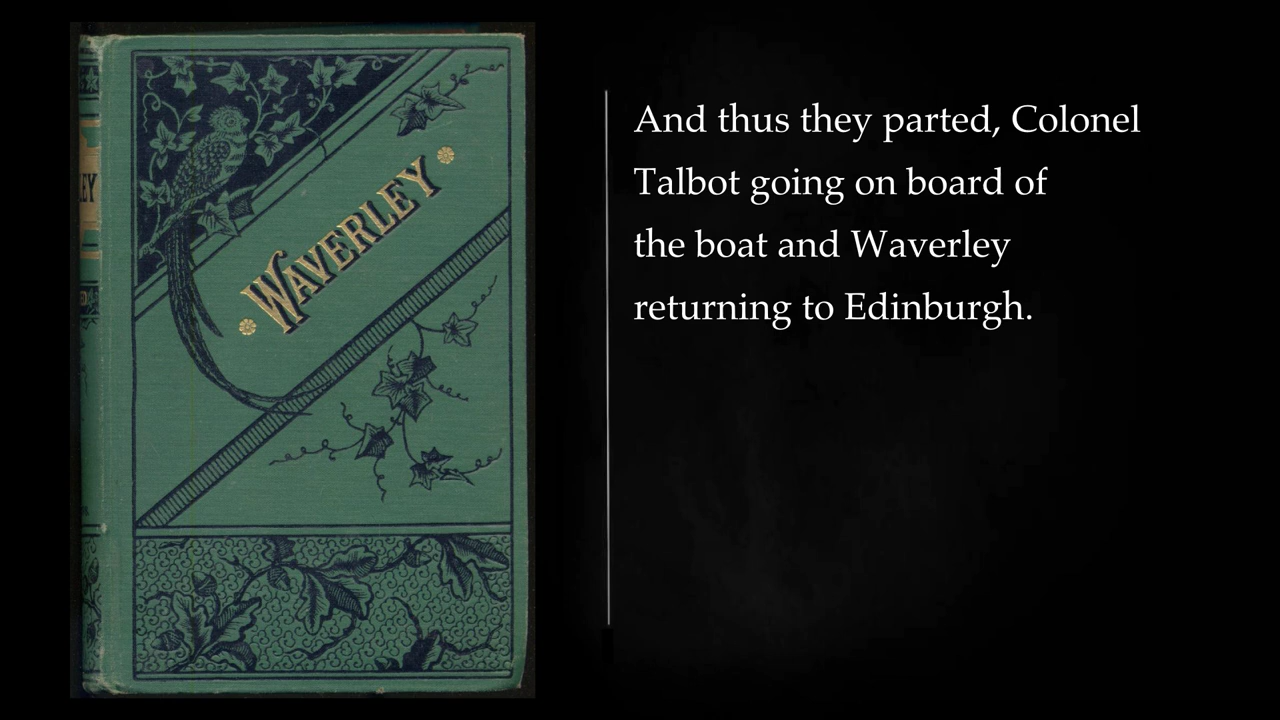 WAVERLEY
EY
And thus they parted, Colonel
Talbot going on board of
the boat and Waverley
returning to Edinburgh.